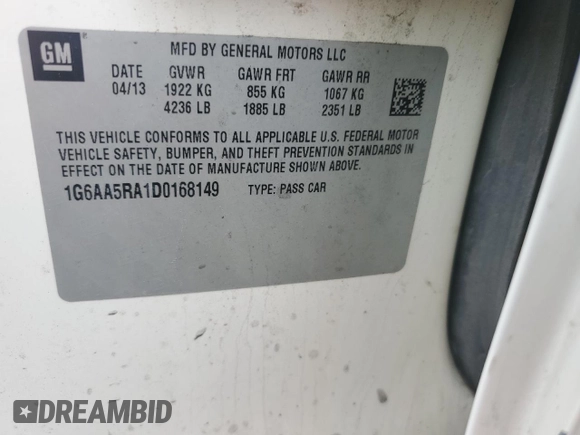 GM
MFD BY GENERAL MOTORS LLC
DATE GVWR GAWR FRT GAWR RR
04/13 1922 KG 855 KG 1067 KG
4236 LB 1885 LB 2351 LB
THIS VEHICLE CONFORMS TO ALL APPLICABLE U.S. FEDERAL MOTOR
VEHICLE SAFETY, BUMPER, AND THEFT PREVENTION STANDARDS IN
EFFECT ON THE DATE OF MANUFACTURE SHOWN ABOVE.
1G6AA5RA1D0168149 TYPE: PASS CAR
DREAMBID